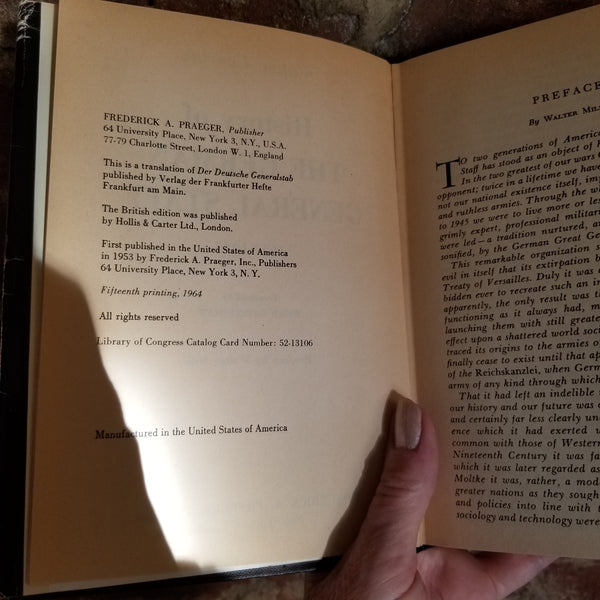 FREDERICK A. PRAEGER, Publisher
64 University Place, New York 3, N.Y., U.S.A.
77-79 Charlotte Street, London W. 1, England
This is a translation of Der Deutsche Generalstab
published by Verlag der Frankfurter Hefte
Frankfurt am Main.
The British edition was published
by Hollis & Carter Ltd., London.
First published in the United States of America
in 1953 by Frederick A. Praeger, Inc., Publishers
64 University Place, New York 3, N. Y.
Fifteenth printing, 1964
All rights reserved
Library of Congress Catalog Card Number: 52-13106
Manufactured in the United States of America
PREFACE
By WALTER
TO two generations of
Staff has stood as an object of
In the two greatest of our wars
opponent; twice in a lifetime we have
not our national existence itself,
and ruthless armies. Through the
to 1945 we were to live more or
grimly expert, professional
were led—a tradition nurtured,
sonified, by the German Great
This remarkable organization
evil in itself that its extirpation
Treaty of Versailles. Duly it was
bidden ever to recreate such an
apparently, the only result was
functioning as it always had,
launching them with still greater
effect upon a shattered world
traced its origins to the armies
finally cease to exist until that
of the Reichskanzlei, when
army of any kind through which
That it had left an indelible
our history and our future was
and certainly far less clearly
ence which it had exerted
common with those of
Nineteenth Century it was
which it was later regarded
Moltke it was, rather, a
greater nations as they
and policies into line with
sociology and technology were